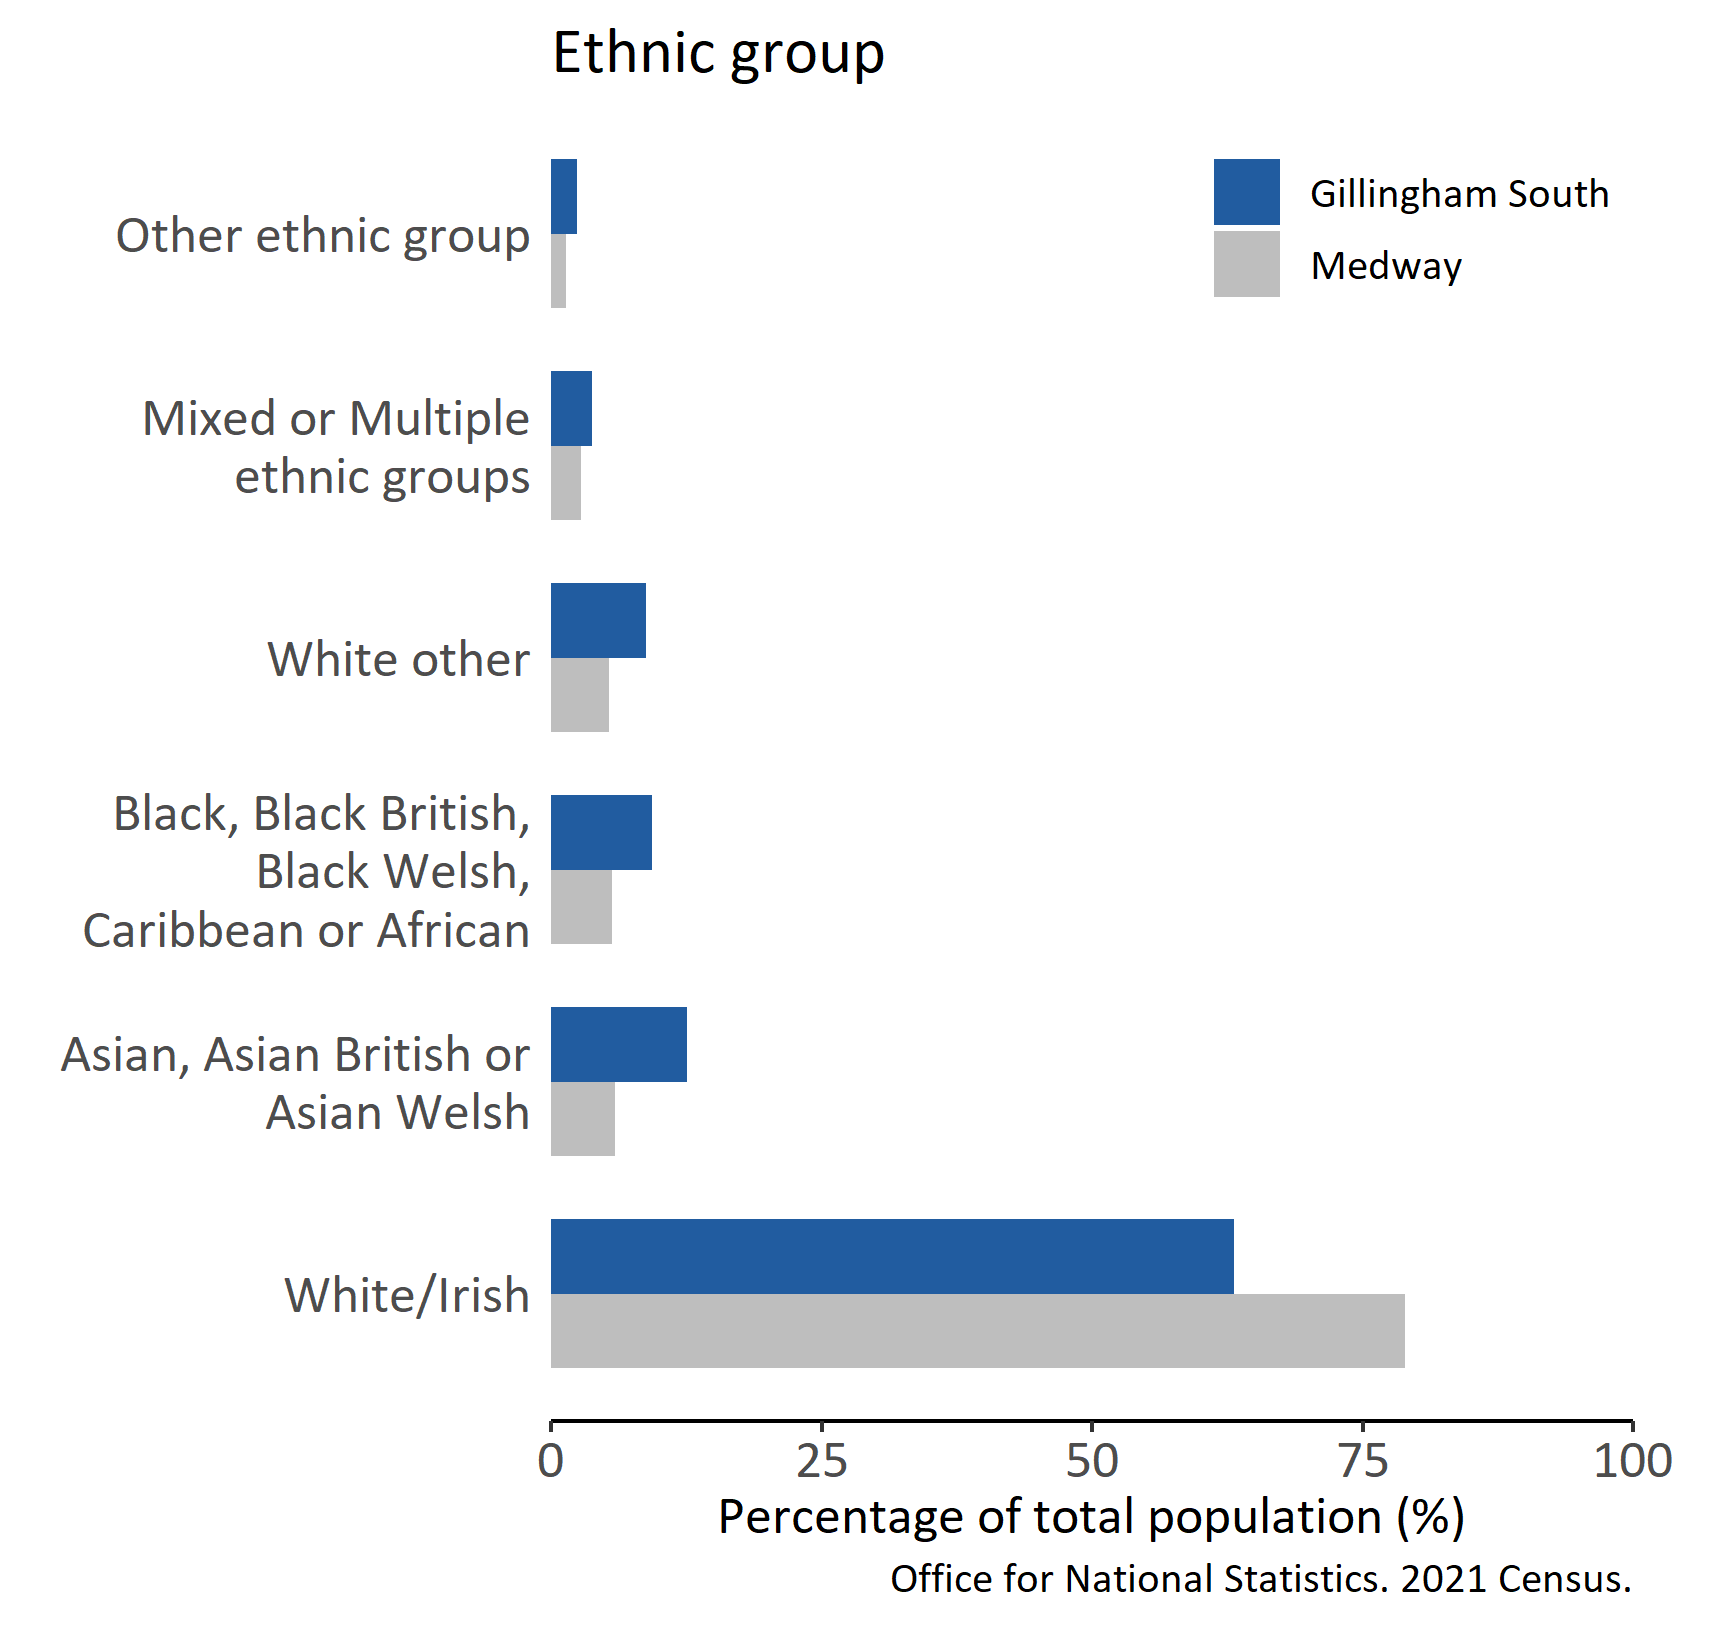 Ethnic group
Gillingham South
Medway
Other ethnic group
Mixed or Multiple
ethnic groups
White other
Black, Black British,
Black Welsh,
Caribbean or African
Asian, Asian British or
Asian Welsh
White/Irish
0 25 50 75 100
Percentage of total population (%)
Office for National Statistics. 2021 Census.